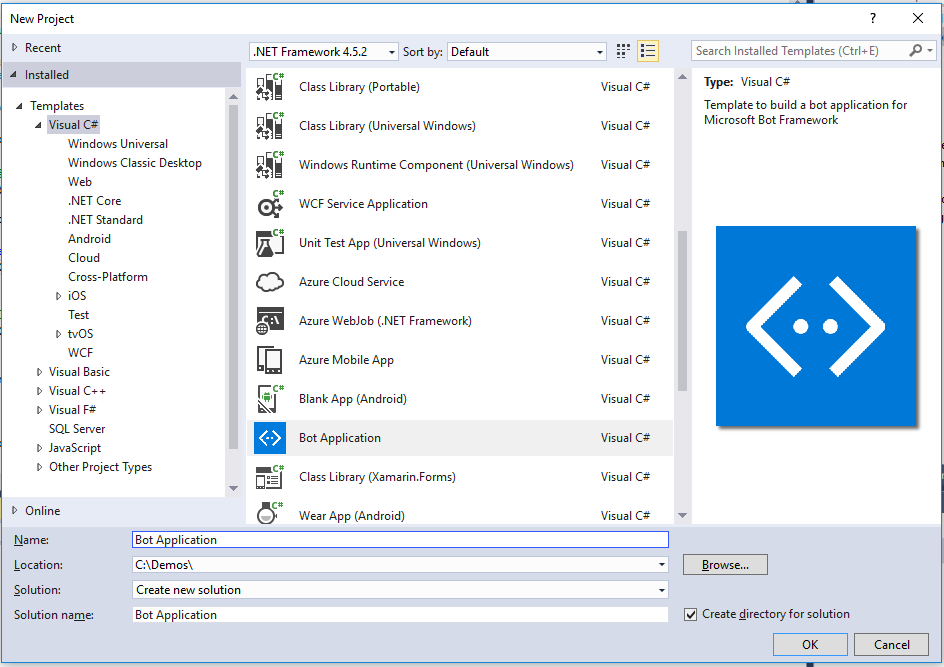 New Project
?
Recent
.NET Framework 4.5.2 Sort by: Default
Search Installed Templates (Ctrl+E)
Installed
Templates
Visual C#
Windows Universal
Windows Classic Desktop
Web
.NET Core
.NET Standard
Android
Cloud
Cross-Platform
iOS
Test
tvOS
WCF
Visual Basic
Visual C++
Visual F#
SQL Server
JavaScript
Other Project Types
Online
C# Class Library (Portable) Visual C#
C# Class Library (Universal Windows) Visual C#
C# Windows Runtime Component (Universal Windows) Visual C#
C# WCF Service Application Visual C#
C# Unit Test App (Universal Windows) Visual C#
Azure Cloud Service Visual C#
Azure WebJob (.NET Framework) Visual C#
Azure Mobile App Visual C#
C# Blank App (Android) Visual C#
Bot Application Visual C#
C# Class Library (Xamarin.Forms) Visual C#
C# Wear App (Android) Visual C#
Type: Visual C#
Template to build a bot application for
Microsoft Bot Framework
Name: Bot Application
Location: C:\Demos\ Browse...
Solution: Create new solution
Solution name: Bot Application
Create directory for solution
OK Cancel